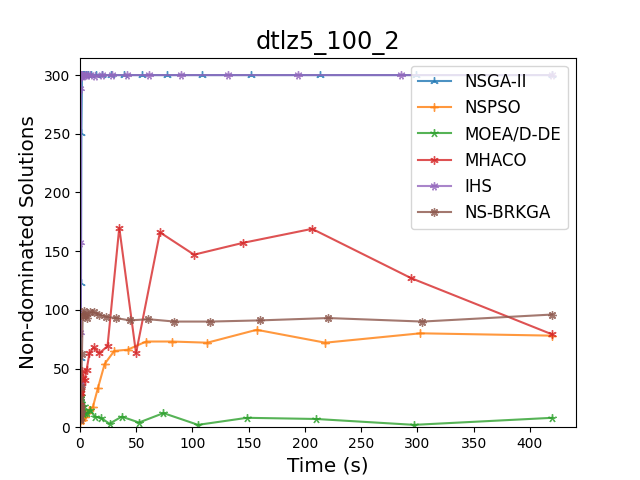 dtlz5_100_2
300
250
200
150
100
50
0
Non-dominated Solutions
NSGA-II
NSPSO
MOEA/D-DE
MHACO
IHS
NS-BRKGA
0 50 100 150 200 250 300 350 400
Time (s)